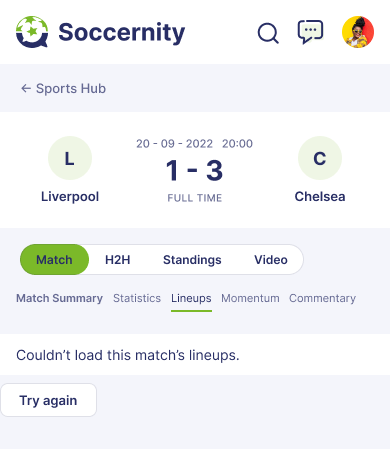 Soccernity
← Sports Hub
20 - 09 - 2022 20:00
L
1 - 3
C
Liverpool
FULL TIME
Chelsea
Match H2H Standings Video
Match Summary Statistics Lineups Momentum Commentary
Couldn’t load this match’s lineups.
Try again